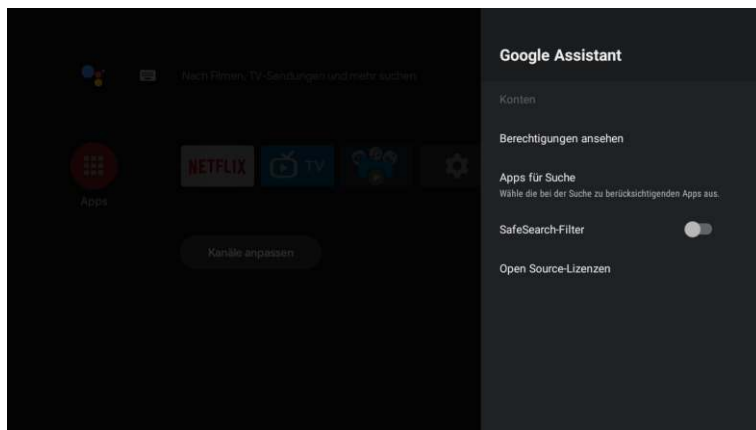 Google Assistant
Nach Filmen, TV-Sendungen und mehr suchen
Konten
Berechtigungen ansehen
NETFLIX
TV
Apps für Suche
Wähle die bei der Suche zu berücksichtigenden Apps aus.
Apps
SafeSearch-Filter
Kanäle anpassen
Open Source-Lizenzen